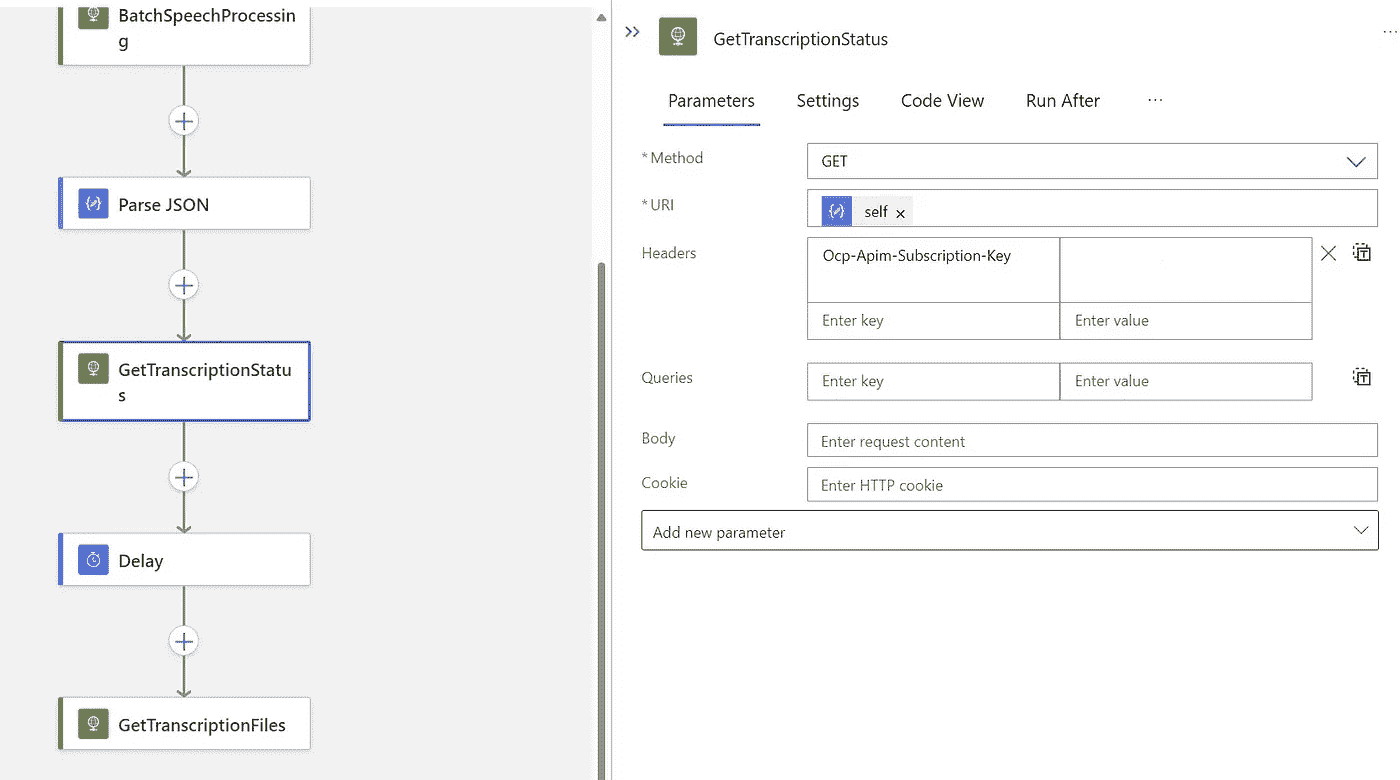 BatchSpeechProcessin
g
Parse JSON
GetTranscriptionStatu
s
Delay
GetTranscriptionFiles
GetTranscriptionStatus
...
Parameters
Settings
Code View
Run After
...
* Method
GET
* URI
self
Headers
Ocp-Apim-Subscription-Key
Enter key
Enter value
Queries
Enter key
Enter value
Body
Enter request content
Cookie
Enter HTTP cookie
Add new parameter